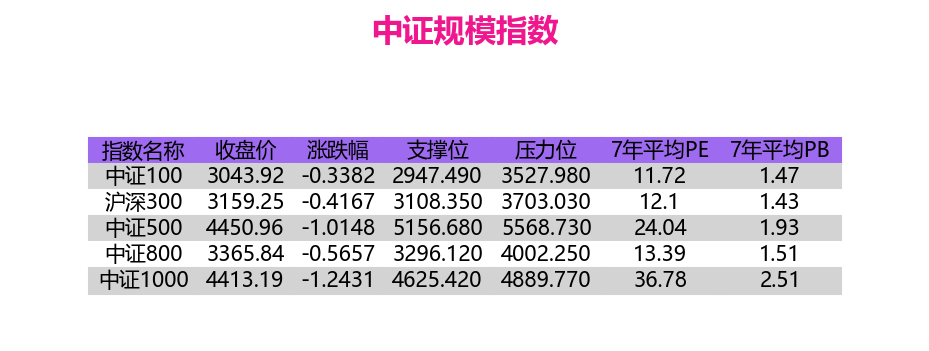 中证规模指数
指数名称 收盘价 涨跌幅 支撑位 压力位 7年平均PE 7年平均PB
中证100 3043.92 -0.3382 2947.490 3527.980 11.72 1.47
沪深300 3159.25 -0.4167 3108.350 3703.030 12.1 1.43
中证500 4450.96 -1.0148 5156.680 5568.730 24.04 1.93
中证800 3365.84 -0.5657 3296.120 4002.250 13.39 1.51
中证1000 4413.19 -1.2431 4625.420 4889.770 36.78 2.51